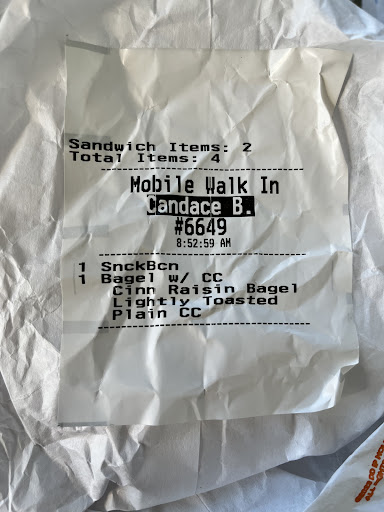 Sandwich Items: 2
Total Items: 4
Mobile Walk In
Candace B.
#6649
8:52:59 AM
1 SnckBcn
1 Bagel w/ CC
Cinn Raisin Bagel
Lightly Toasted
Plain CC